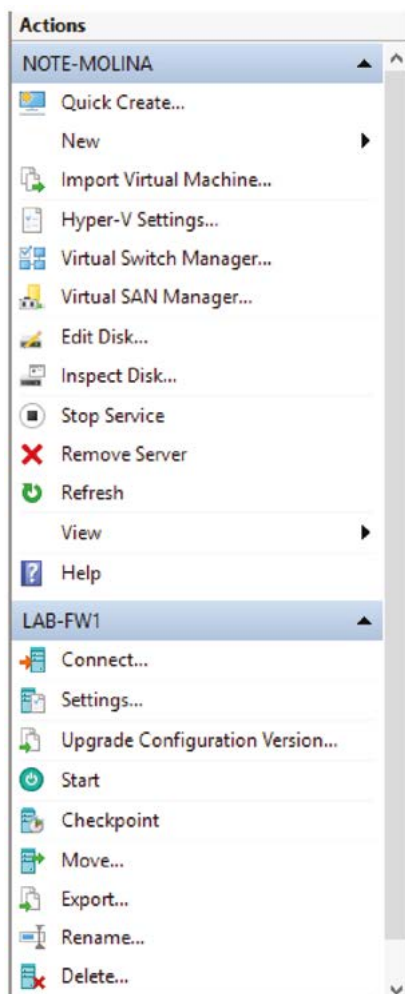 Actions
NOTE-MOLINA
Quick Create...
New
Import Virtual Machine...
Hyper-V Settings...
Virtual Switch Manager...
Virtual SAN Manager...
Edit Disk...
Inspect Disk...
Stop Service
Remove Server
Refresh
View
Help
LAB-FW1
Connect...
Settings...
Upgrade Configuration Version...
Start
Checkpoint
Move...
Export...
Rename...
Delete...